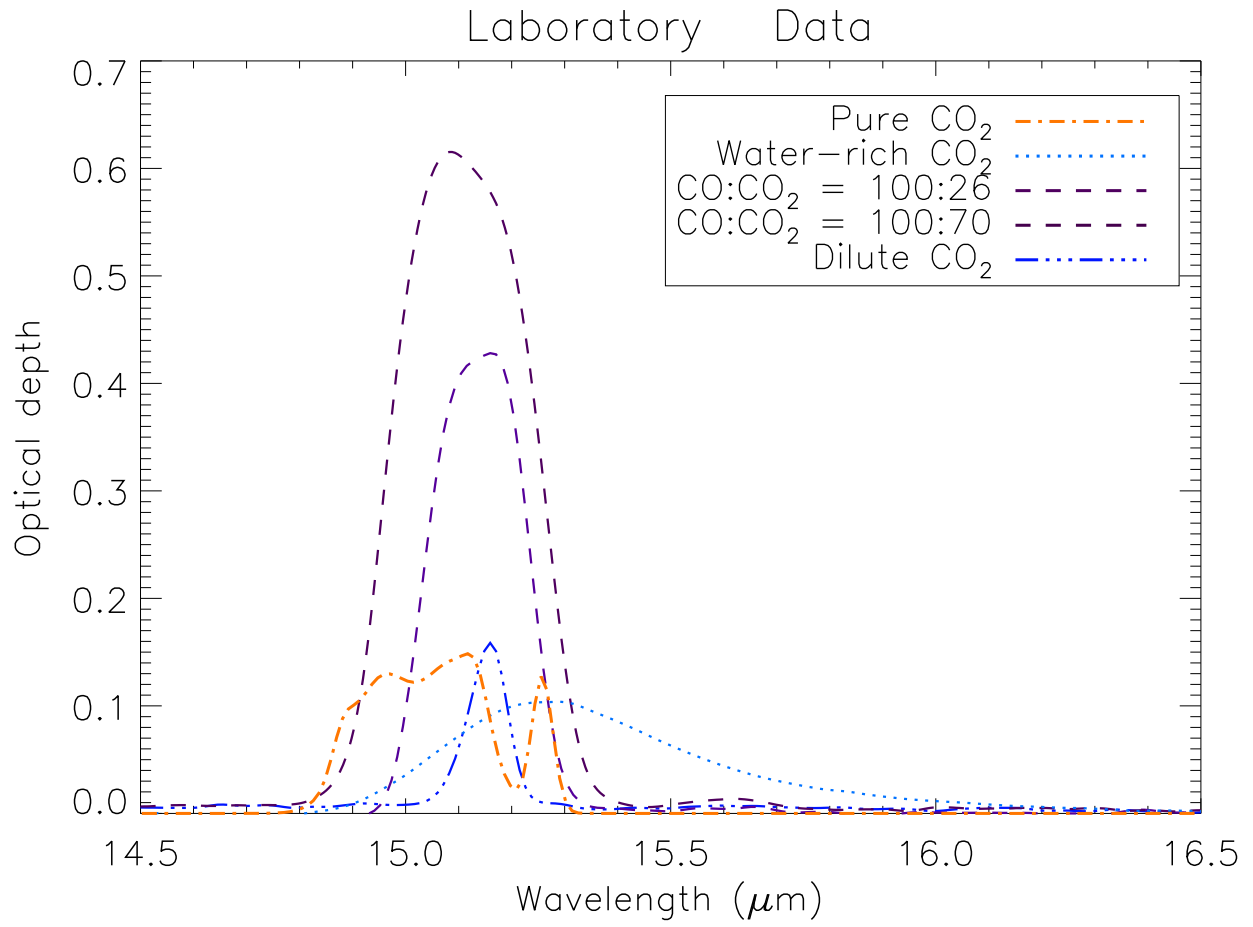 Laboratory Data
0.7
0.6
0.5
0.4
0.3
0.2
0.1
0.0
Optical depth
Pure CO₂
Water-rich CO₂
CO:CO₂ = 100:26
CO:CO₂ = 100:70
Dilute CO₂
14.5 15.0 15.5 16.0 16.5
Wavelength (μm)